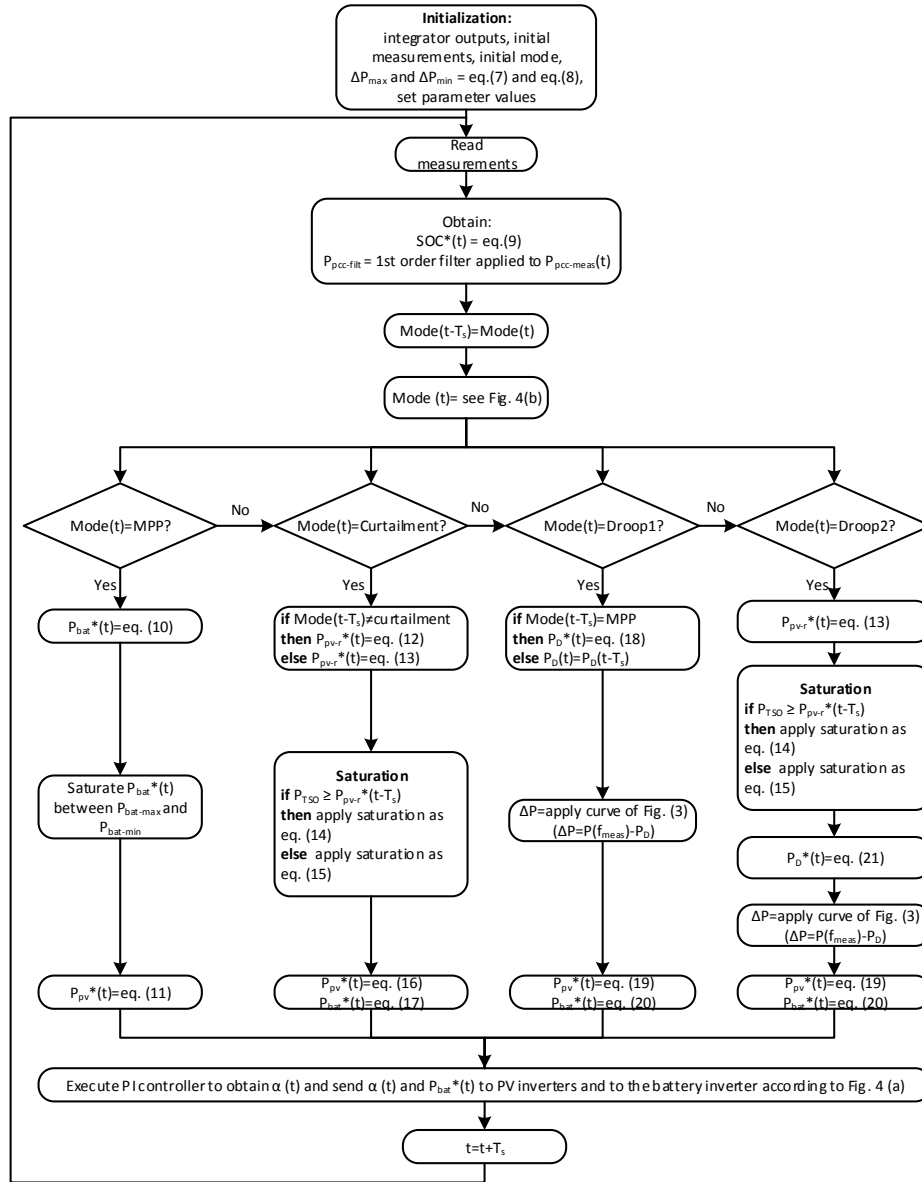 Initialization:
integrator outputs, initial
measurements, initial mode,
ΔPmax and ΔPmin = eq.(7) and eq.(8),
set parameter values
Read
measurements
Obtain:
SOC*(t) = eq.(9)
Ppcc-filt = 1st order filter applied to Ppcc-meas(t)
Mode(t-Ts)=Mode(t)
Mode (t)= see Fig. 4(b)
Mode(t)=MPP?
No
Mode(t)=Curtailment?
No
Mode(t)=Droop1?
No
Mode(t)=Droop2?
Yes
Yes
Yes
Yes
Pbat*(t)=eq. (10)
Saturate Pbat*(t)
between Pbat-max and
Pbat-min
Ppv*(t)=eq. (11)
if Mode(t-Ts)≠curtailment
then Ppv-r*(t)=eq. (12)
else Ppv-r*(t)=eq. (13)
Saturation
if PTSO ≥ Ppv-r*(t-Ts)
then apply saturation as
eq. (14)
else apply saturation as
eq. (15)
Ppv*(t)=eq. (16)
Pbat*(t)=eq. (17)
if Mode(t-Ts)=MPP
then PD*(t)=eq. (18)
else PD(t)=PD(t-Ts)
ΔP=apply curve of Fig. (3)
(ΔP=P(fmeas)-PD)
Ppv*(t)=eq. (19)
Pbat*(t)=eq. (20)
Ppv-r*(t)=eq. (13)
Saturation
if PTSO ≥ Ppv-r*(t-Ts)
then apply saturation as
eq. (14)
else apply saturation as
eq. (15)
PD*(t)=eq. (21)
ΔP=apply curve of Fig. (3)
(ΔP=P(fmeas)-PD)
Ppv*(t)=eq. (19)
Pbat*(t)=eq. (20)
Execute PI controller to obtain α (t) and send α (t) and Pbat*(t) to PV inverters and to the battery inverter according to Fig. 4 (a)
t=t+Ts